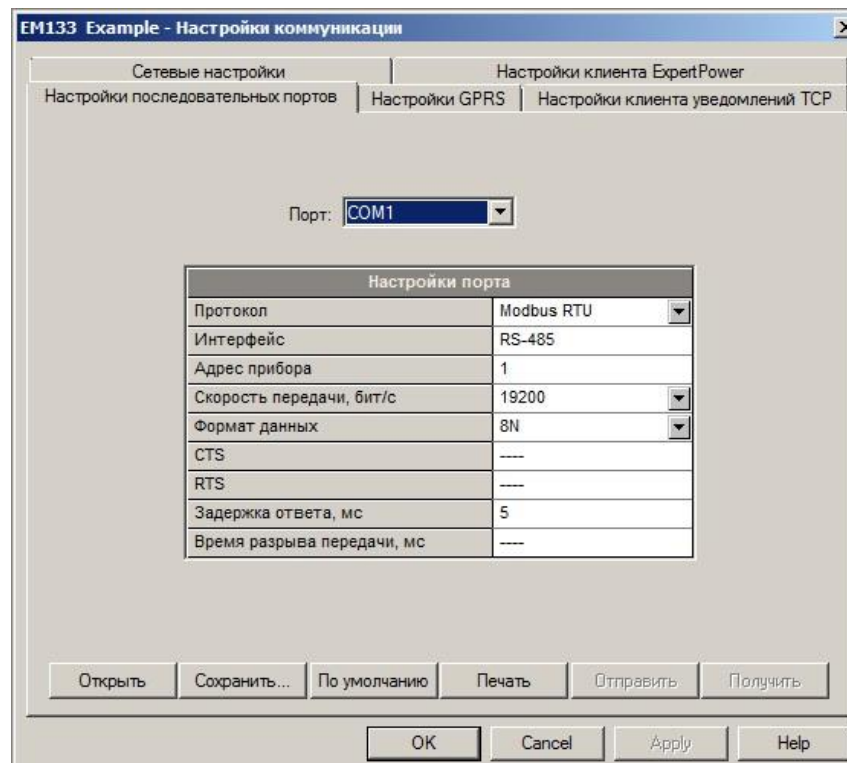 EM133 Example - Настройки коммуникации
Сетевые настройки
Настройки клиента ExpertPower
Настройки последовательных портов
Настройки GPRS
Настройки клиента уведомлений TCP
Порт: COM1
Настройки порта
Протокол Modbus RTU
Интерфейс RS-485
Адрес прибора 1
Скорость передачи, бит/с 19200
Формат данных 8N
CTS ----
RTS ----
Задержка ответа, мс 5
Время разрыва передачи, мс ----
Открыть Сохранить... По умолчанию Печать Отправить Получить
OK Cancel Apply Help